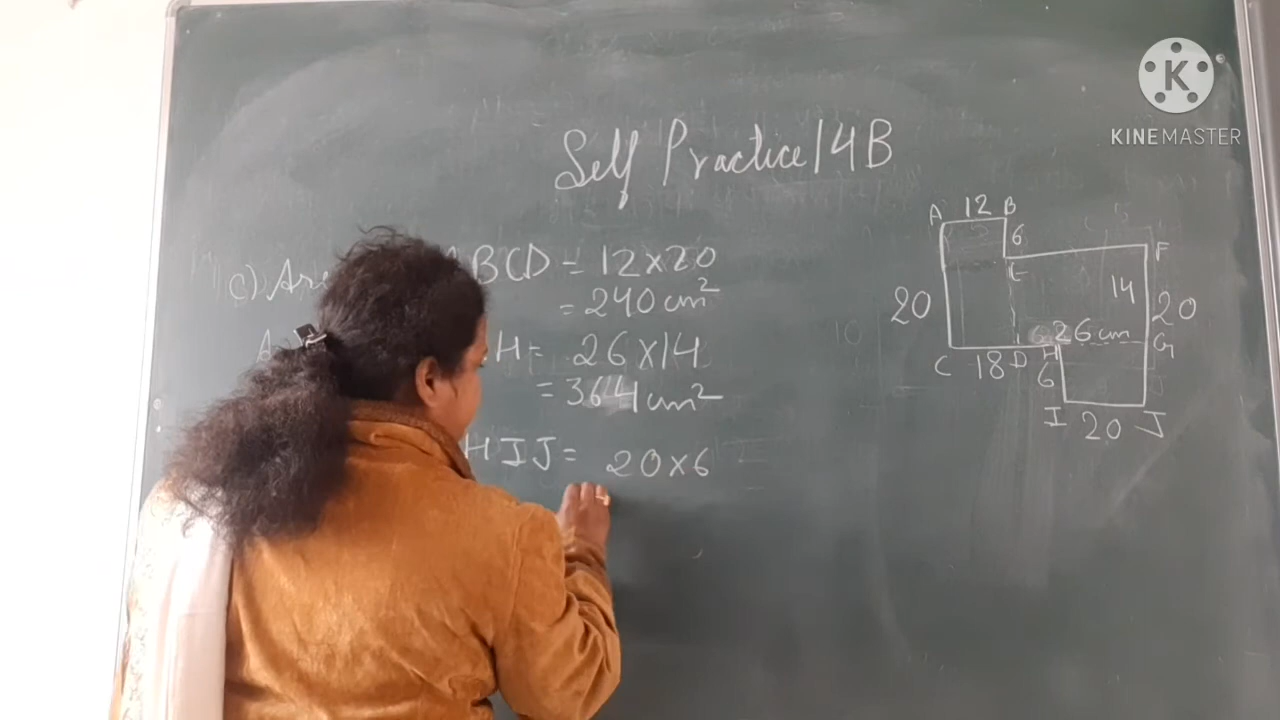 K
KINEMASTER
Self Practice 14B
A 12 B
6
F
E
14
20
20
26 cm
G
C 18 D H
6
I 20 J
c) BCD = 12×20
= 240 cm²
A H = 26×14
= 364 cm²
HIJ = 20×6